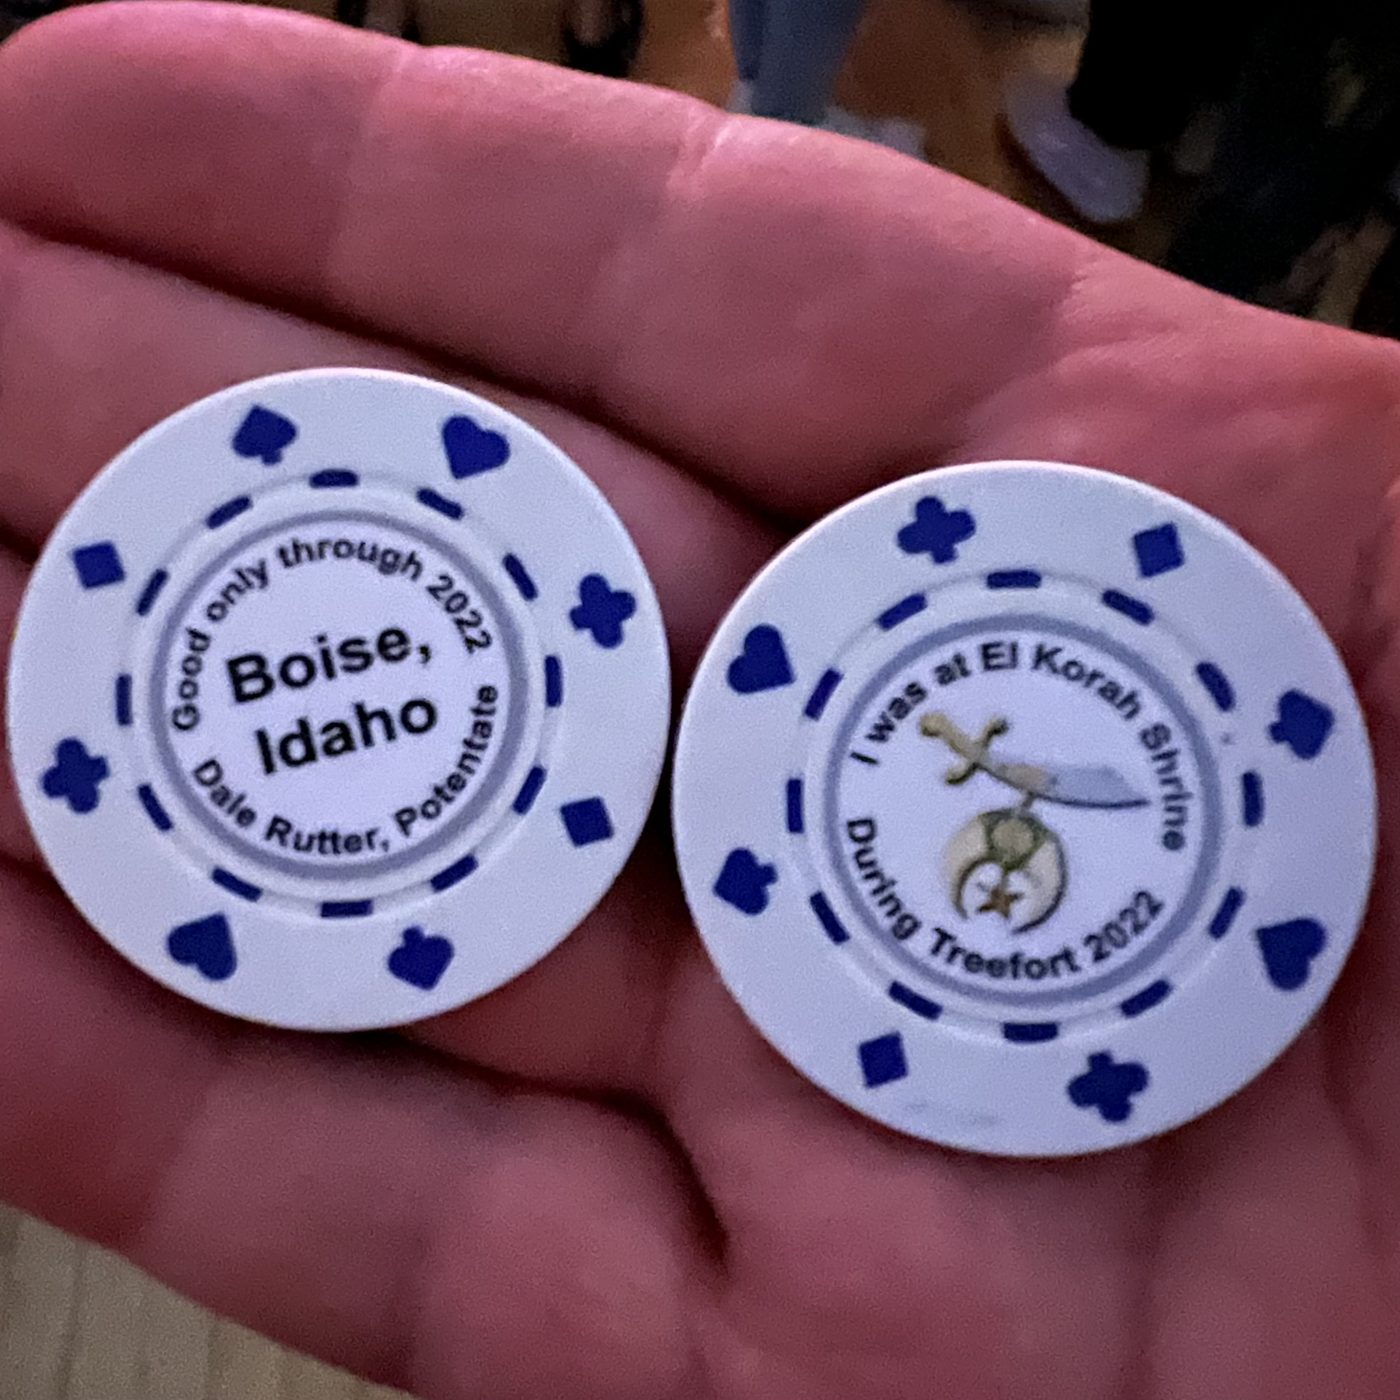 Good only through 2022
Boise,
Idaho
Dale Rutter, Potentate
I was at El Korah Shrine
During Treefort 2022